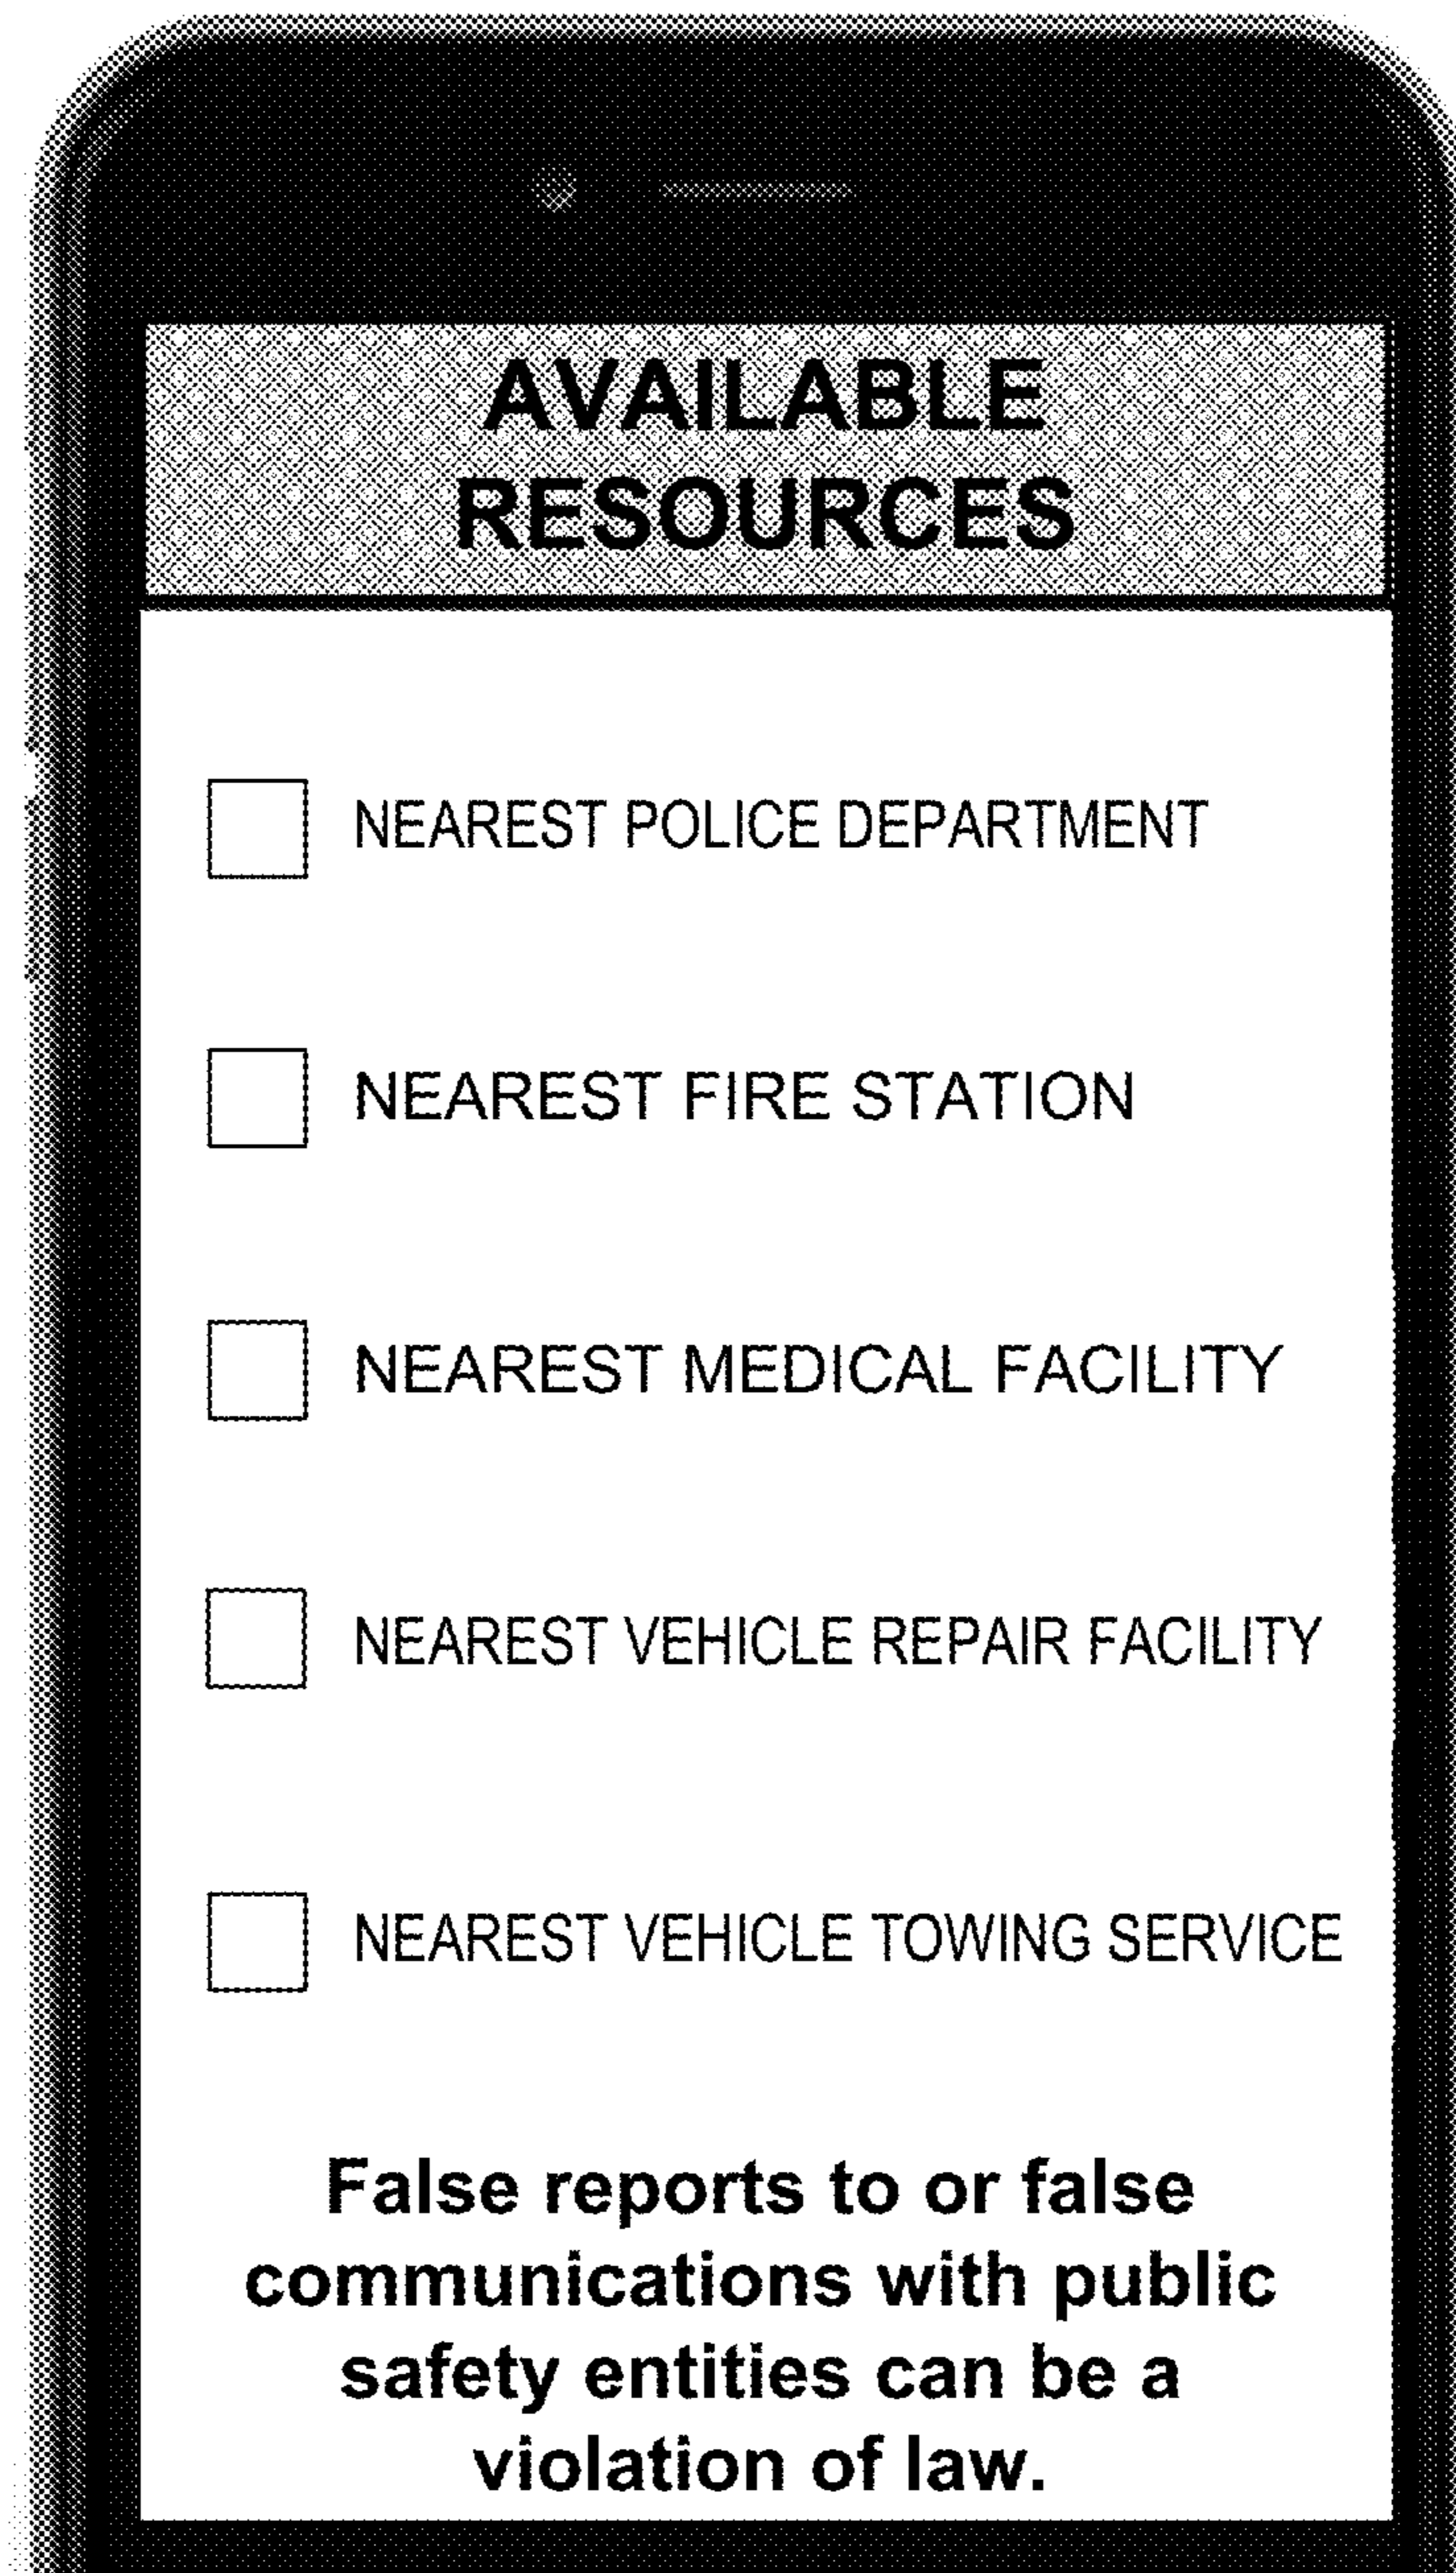 AVAILABLE
RESOURCES
NEAREST POLICE DEPARTMENT
NEAREST FIRE STATION
NEAREST MEDICAL FACILITY
NEAREST VEHICLE REPAIR FACILITY
NEAREST VEHICLE TOWING SERVICE
False reports to or false
communications with public
safety entities can be a
violation of law.